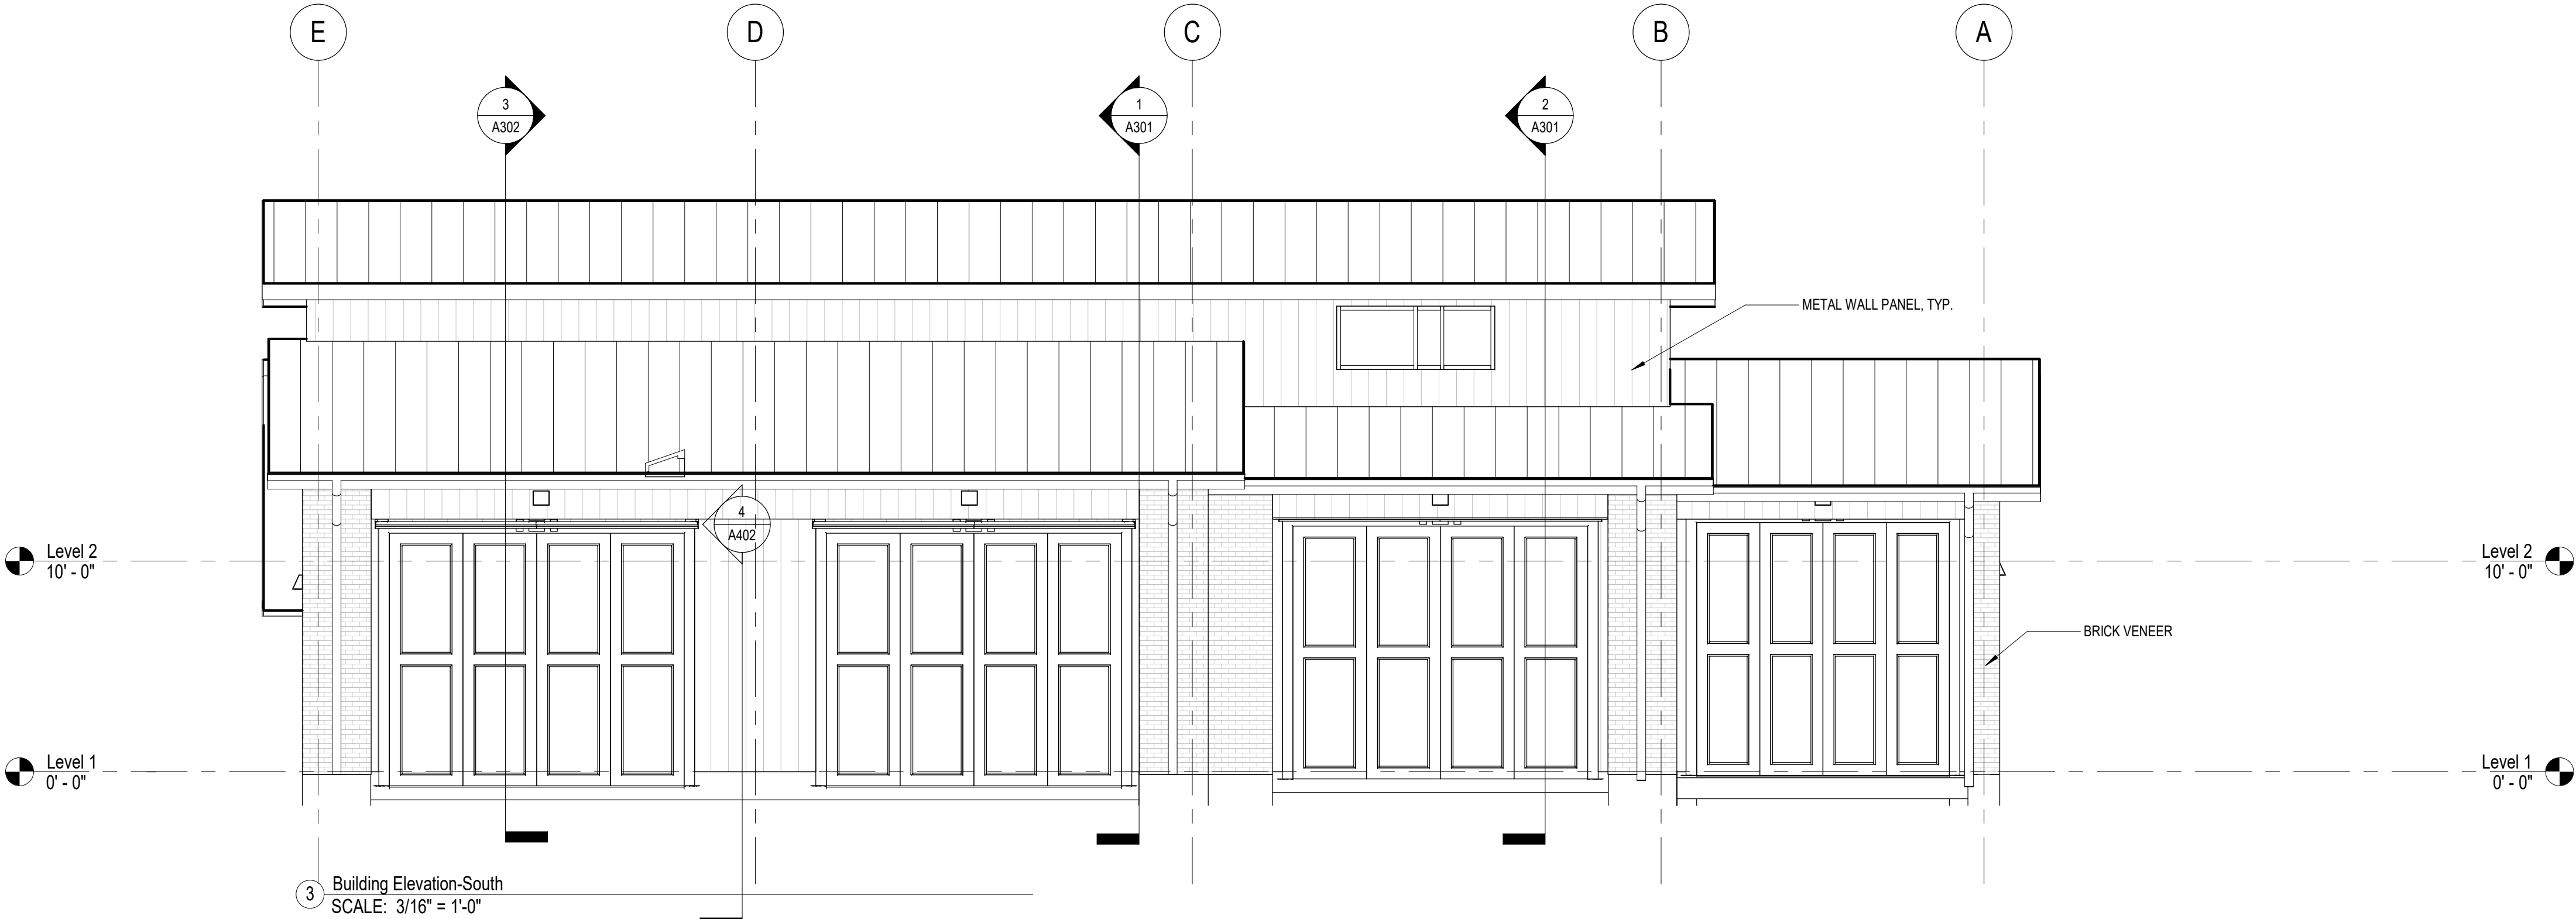 E
D
C
B
A
3
A302
1
A301
2
A301
METAL WALL PANEL, TYP.
4
A402
Level 2
10' - 0"
Level 2
10' - 0"
BRICK VENEER
Level 1
0' - 0"
Level 1
0' - 0"
3
Building Elevation-South
SCALE: 3/16" = 1'-0"